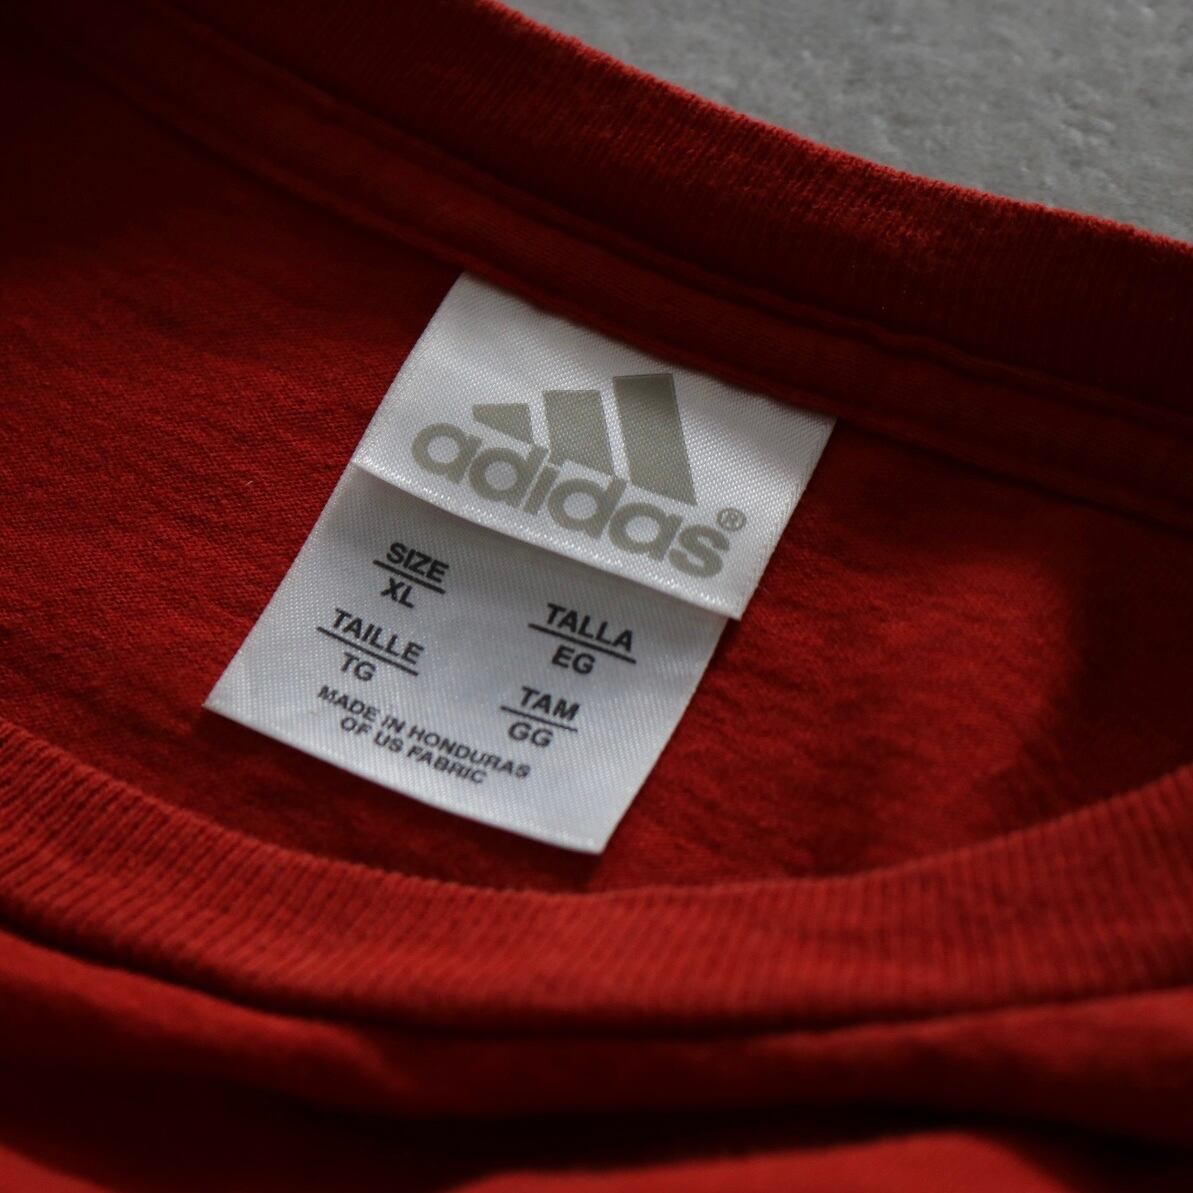 adidas®
SIZE
XL
TALLA
EG
TAILLE
TG
TAM
GG
MADE IN HONDURAS
OF US FABRIC